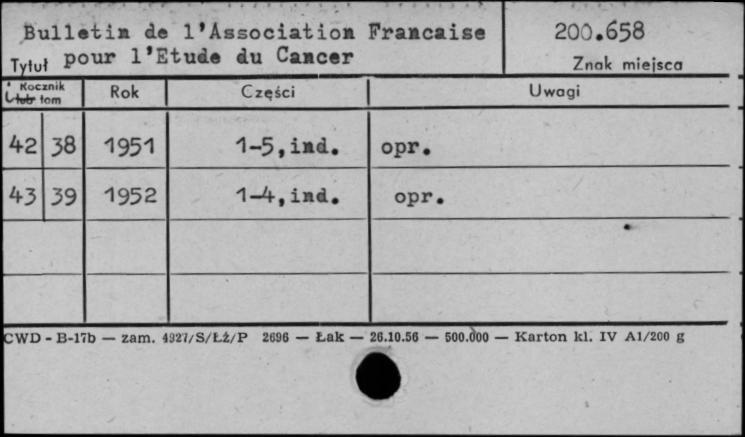 Bulletin de l'Association Francaise 200.658
Tytuł pour l'Etude du Cancer Znak miejsca
Rocznik lub tom Rok Części Uwagi
42 38 1951 1-5,ind. opr.
43 39 1952 1-4,ind. opr.
CWD - B-17b — zam. 4927/S/Łż/P 2696 — Łak — 26.10.56 — 500.000 — Karton kl. IV A1/200 g